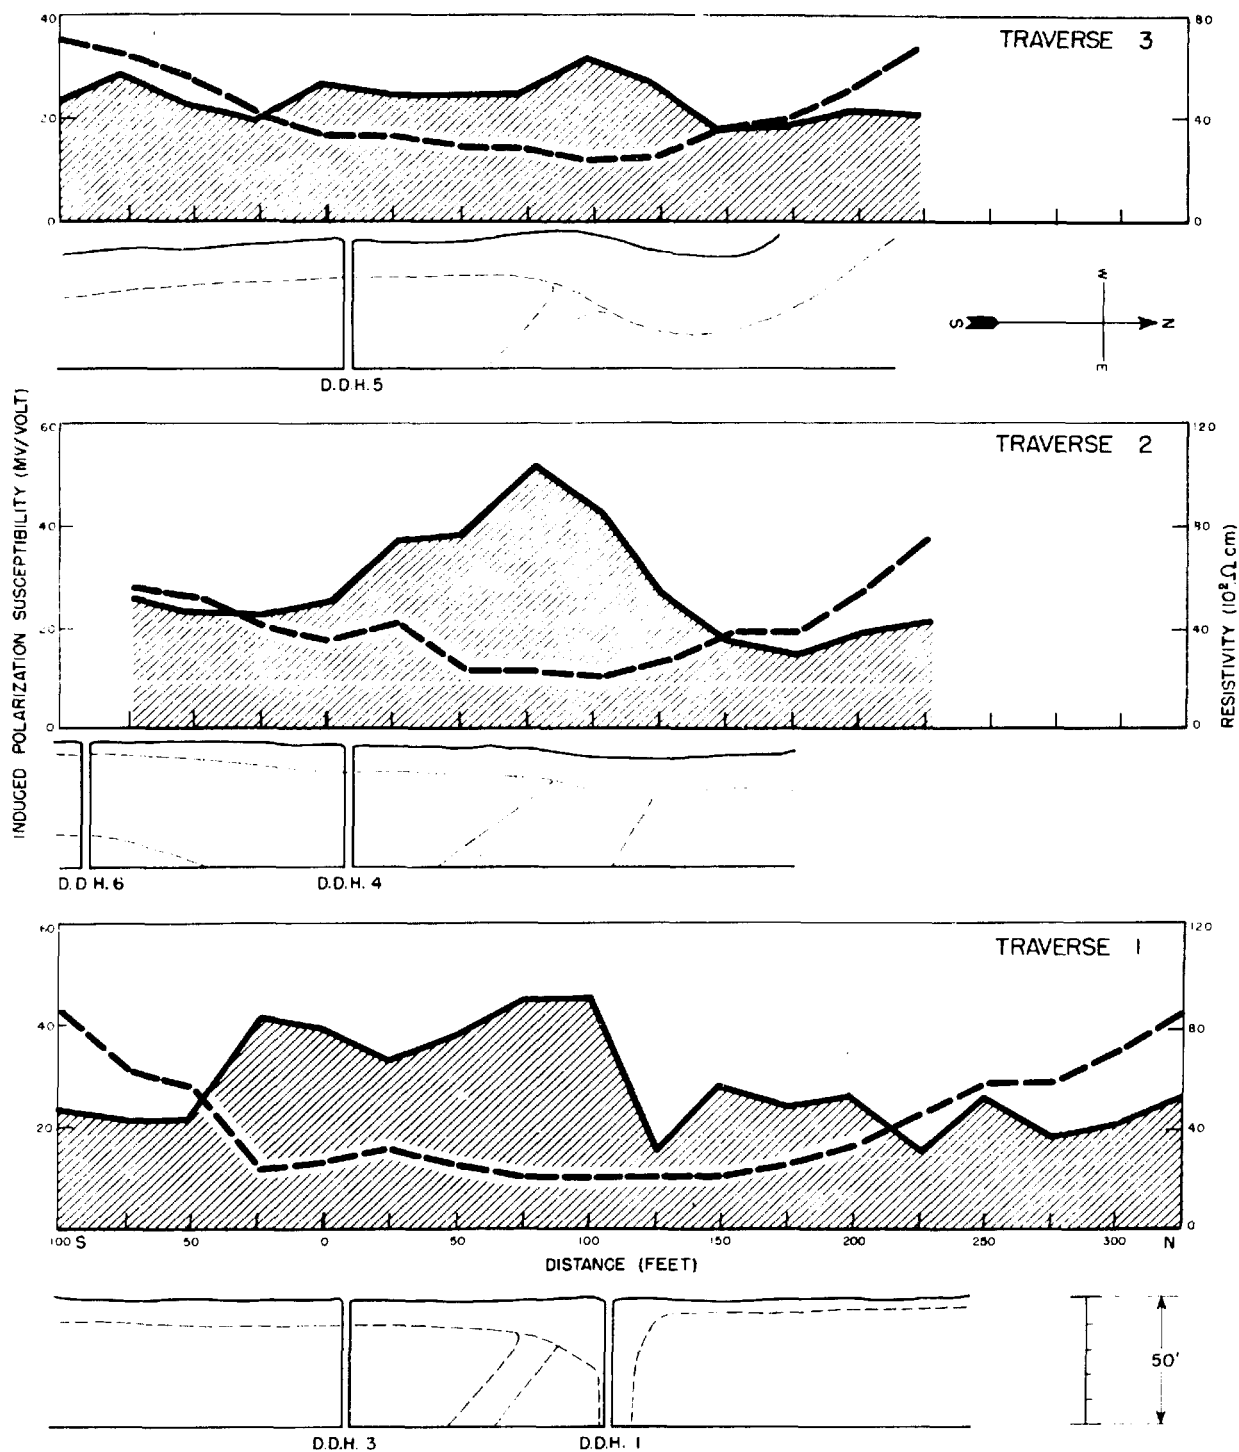 40
80
TRAVERSE 3
20
40
0
0
W
S
N
E
D.D.H. 5
INDUCED POLARIZATION SUSCEPTIBILITY (MV/VOLT)
60
120
TRAVERSE 2
40
80
20
40
0
0
RESISTIVITY (10² Ω cm)
D.D H. 6
D.D.H. 4
60
120
TRAVERSE 1
40
80
20
40
0
100 S
50
0
50
100
150
200
250
300
N
DISTANCE (FEET)
50'
D.D.H. 3
D.D.H. 1